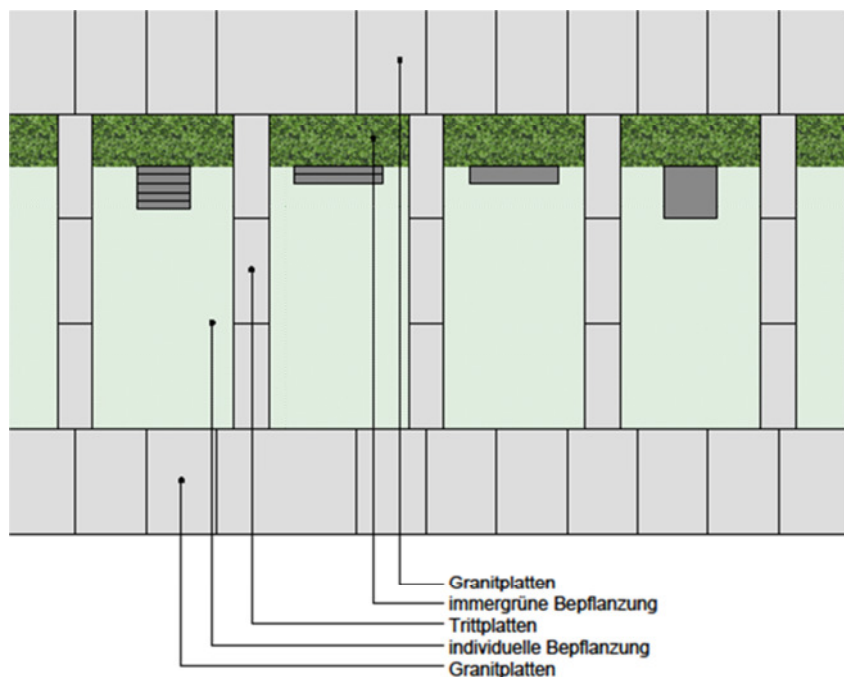 Granitplatten
immergrüne Bepflanzung
Trittplatten
individuelle Bepflanzung
Granitplatten